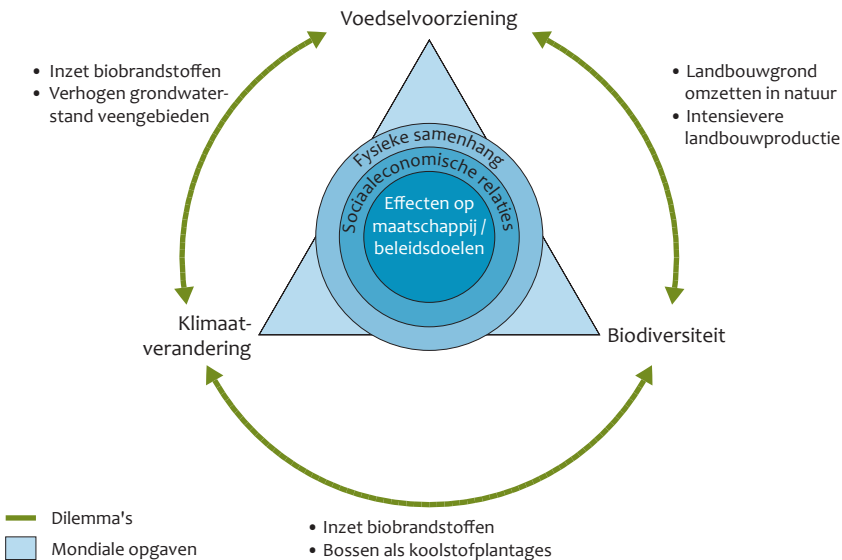 Voedselvoorziening
• Inzet biobrandstoffen
• Verhogen grondwater-
stand veengebieden
• Landbouwgrond
omzetten in natuur
• Intensievere
landbouwproductie
Fysieke samenhang
Sociaaleconomische relaties
Effecten op
maatschappij /
beleidsdoelen
Klimaat-
verandering
Biodiversiteit
• Inzet biobrandstoffen
• Bossen als koolstofplantages
Dilemma's
Mondiale opgaven